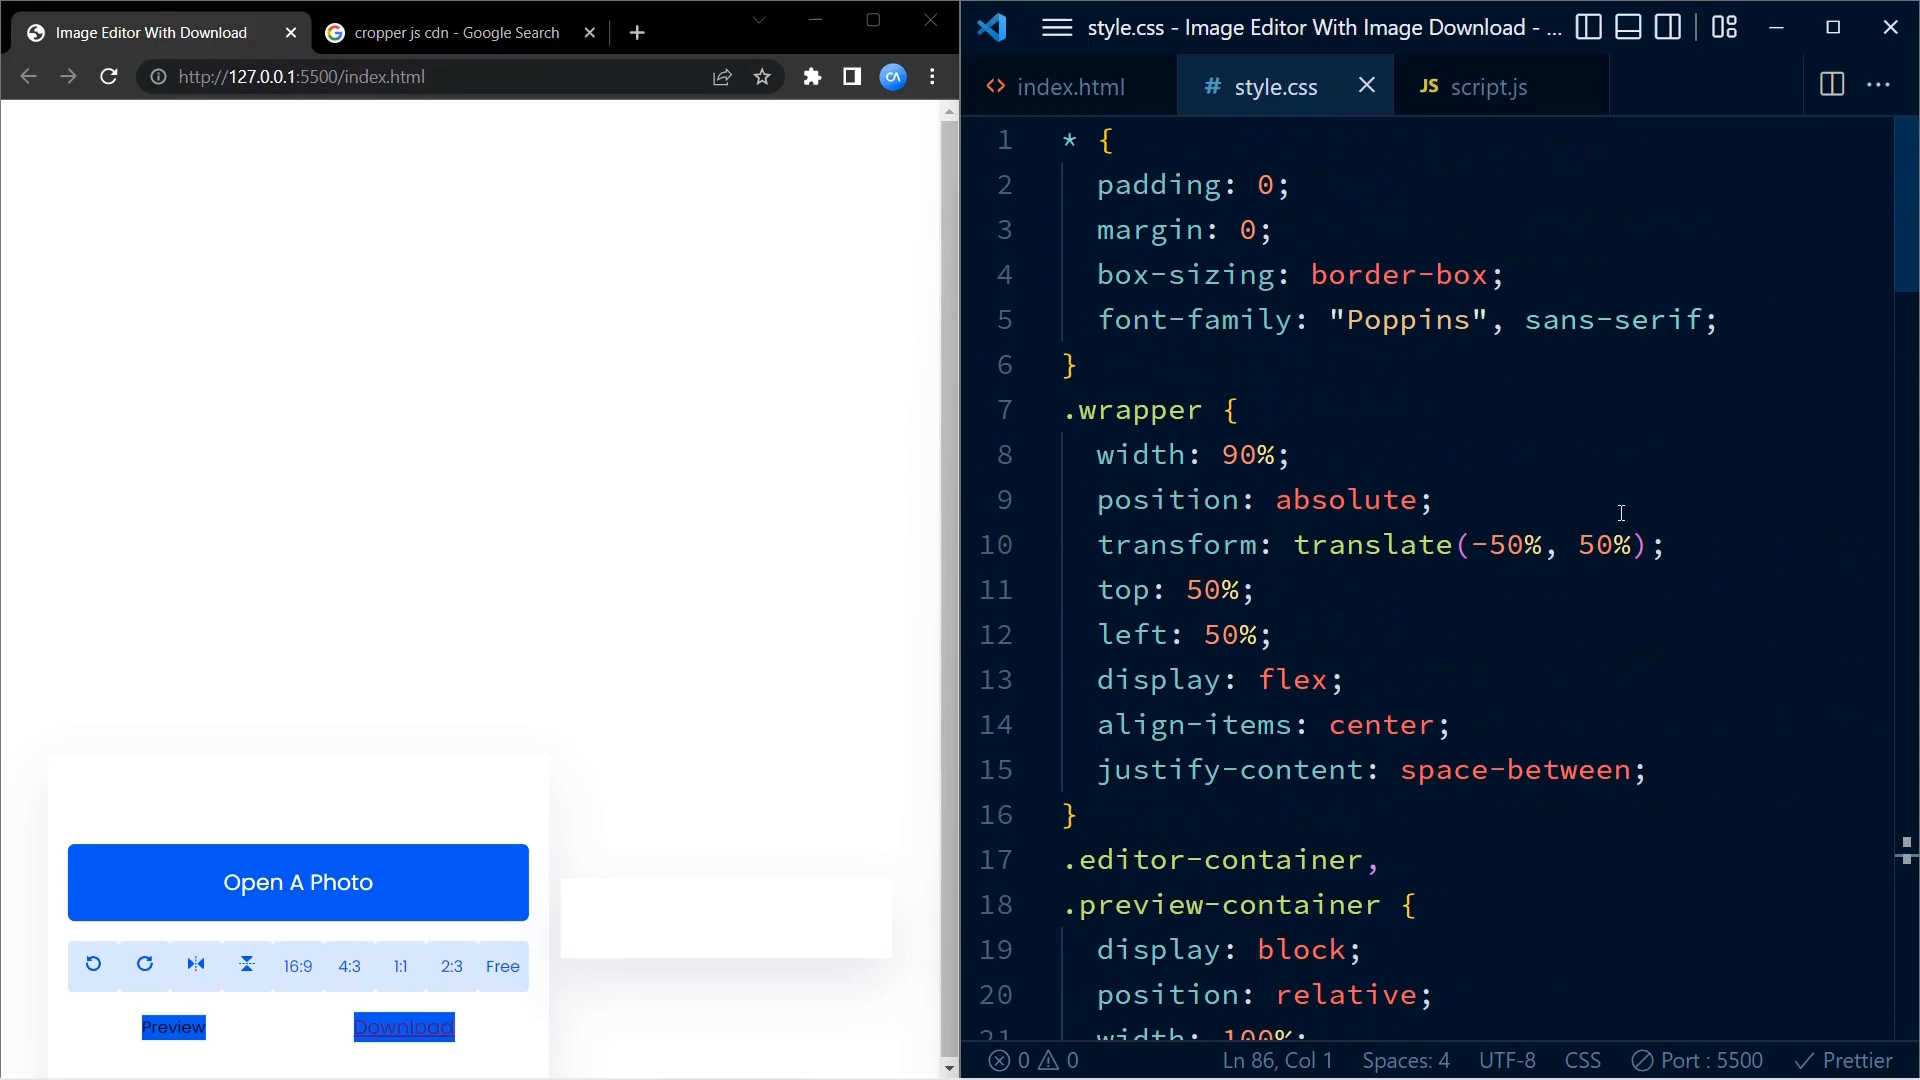 Image Editor With Download
cropper js cdn - Google Search
http://127.0.0.1:5500/index.html
CA
Open A Photo
16:9 4:3 1:1 2:3 Free
Preview Download
style.css - Image Editor With Image Download - ...
<> index.html # style.css JS script.js
1 * {
2 padding: 0;
3 margin: 0;
4 box-sizing: border-box;
5 font-family: "Poppins", sans-serif;
6 }
7 .wrapper {
8 width: 90%;
9 position: absolute;
10 transform: translate(-50%, 50%);
11 top: 50%;
12 left: 50%;
13 display: flex;
14 align-items: center;
15 justify-content: space-between;
16 }
17 .editor-container,
18 .preview-container {
19 display: block;
20 position: relative;
21 width: 100%;
0 0 Ln 86, Col 1 Spaces: 4 UTF-8 CSS Port : 5500 Prettier